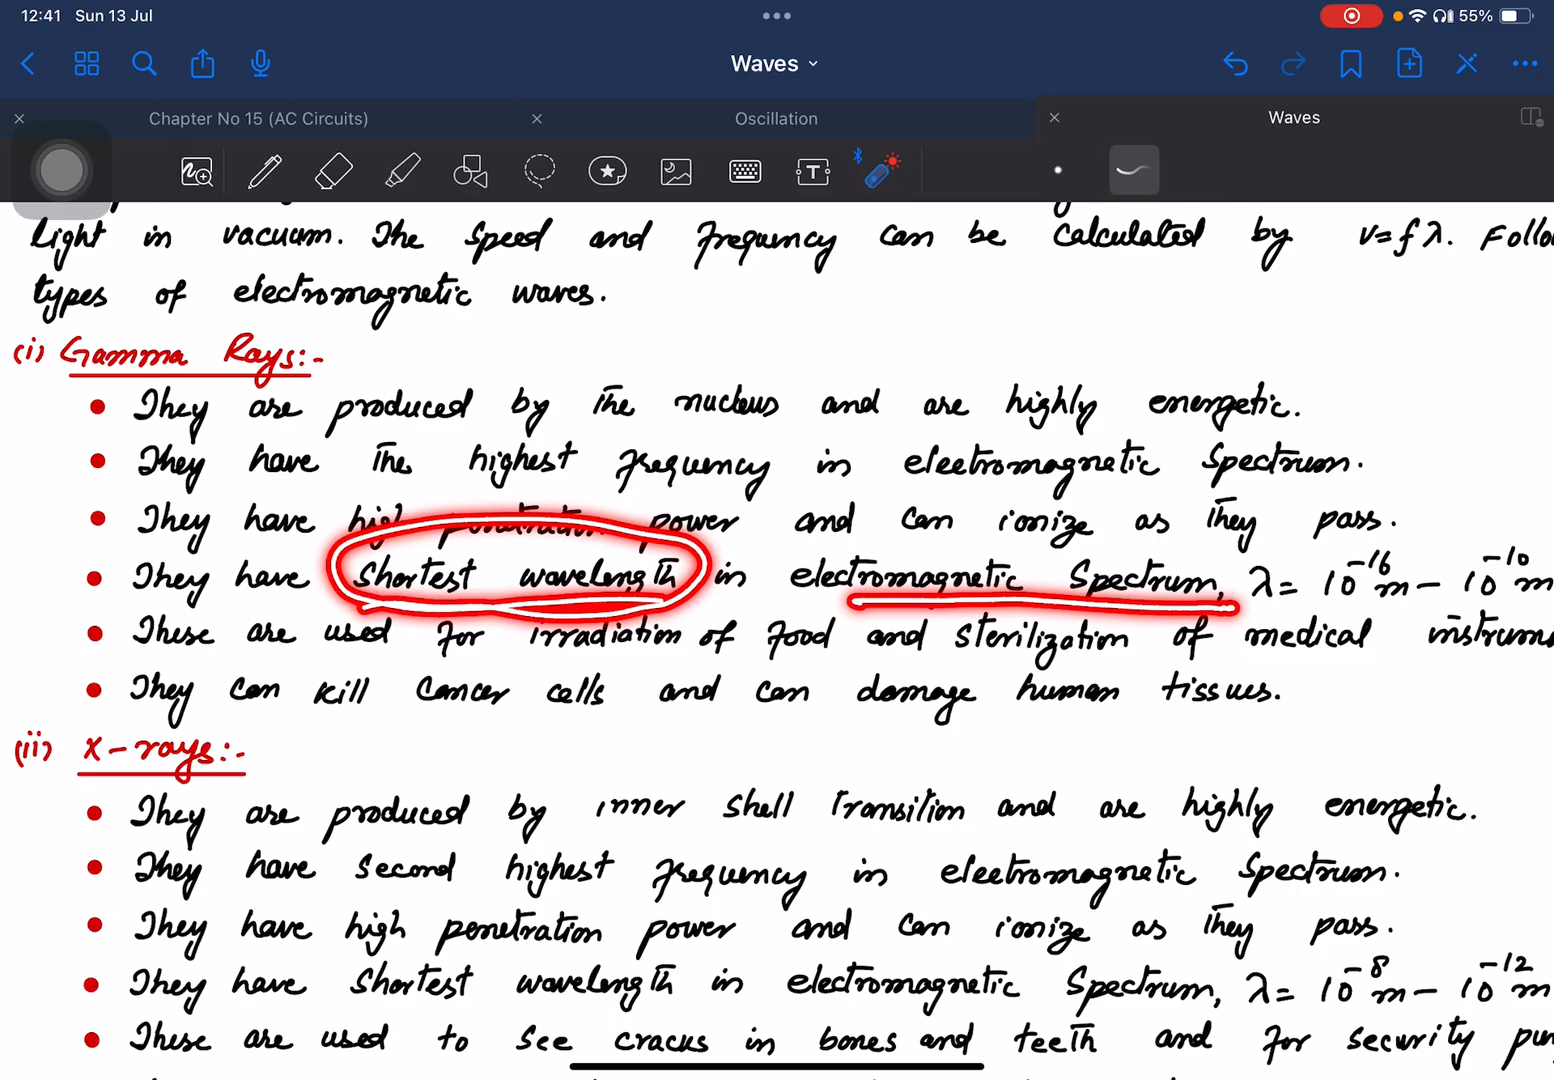 12:41 Sun 13 Jul 55%
Waves
Chapter No 15 (AC Circuits) Oscillation Waves
light in vacuum. The speed and frequency can be calculated by v=fλ. Follo
types of electromagnetic waves.
(i) Gamma Rays:-
• They are produced by the nucleus and are highly energetic.
• They have the highest frequency in electromagnetic spectrum.
• They have high penetration power and can ionize as they pass.
• They have shortest wavelength in electromagnetic spectrum, λ= 10⁻¹⁶m – 10⁻¹⁰m
• These are used for irradiation of food and sterilization of medical instrume
• They can kill cancer cells and can damage human tissues.
(ii) X-rays:-
• They are produced by inner shell transition and are highly energetic.
• They have second highest frequency in electromagnetic spectrum.
• They have high penetration power and can ionize as they pass.
• They have shortest wavelength in electromagnetic spectrum, λ= 10⁻⁸m – 10⁻¹²m
• These are used to see cracks in bones and teeth and for security pur